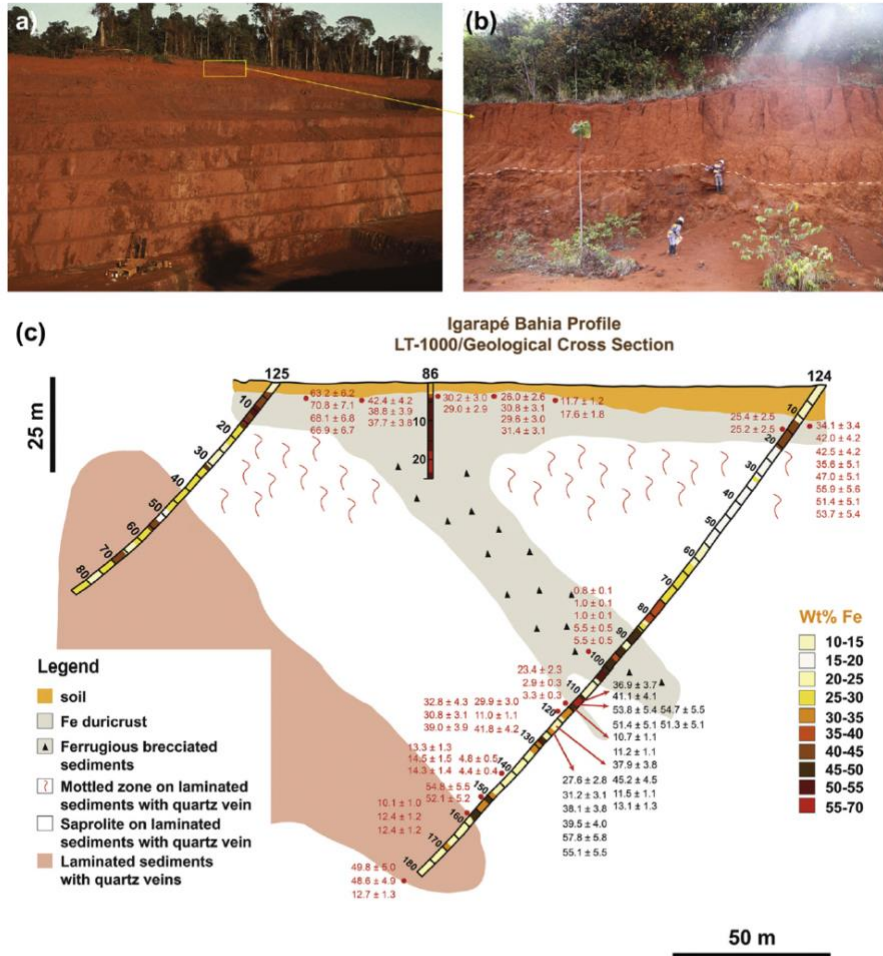 a)
b)
(c)
Igarapé Bahia Profile
LT-1000/Geological Cross Section
125
86
124
25 m
63.2 ± 6.2
70.8 ± 7.1
68.1 ± 6.8
66.9 ± 6.7
42.4 ± 4.2
38.8 ± 3.9
37.7 ± 3.8
30.2 ± 3.0
29.0 ± 2.9
26.0 ± 2.6
30.8 ± 3.1
29.6 ± 3.0
31.4 ± 3.1
11.7 ± 1.2
17.6 ± 1.8
25.4 ± 2.5
25.2 ± 2.5
34.1 ± 3.4
42.0 ± 4.2
42.5 ± 4.2
35.6 ± 5.1
47.0 ± 5.1
55.9 ± 5.6
51.4 ± 5.1
53.7 ± 5.4
10
20
30
40
50
60
70
80
10
20
10
20
30
40
50
60
70
80
90
100
110
120
130
140
150
160
170
180
0.8 ± 0.1
1.0 ± 0.1
1.0 ± 0.1
5.5 ± 0.5
5.5 ± 0.5
23.4 ± 2.3
2.9 ± 0.3
3.3 ± 0.3
32.8 ± 4.3 29.9 ± 3.0
30.8 ± 3.1 11.0 ± 1.1
39.0 ± 3.9 41.8 ± 4.2
13.3 ± 1.3
14.5 ± 1.5 4.8 ± 0.5
14.3 ± 1.4 4.4 ± 0.4
54.8 ± 5.5
52.1 ± 5.2
10.1 ± 1.0
12.4 ± 1.2
12.4 ± 1.2
49.8 ± 5.0
48.6 ± 4.9
12.7 ± 1.3
36.9 ± 3.7
41.1 ± 4.1
53.8 ± 5.4 54.7 ± 5.5
51.4 ± 5.1 51.3 ± 5.1
10.7 ± 1.1
11.2 ± 1.1
37.9 ± 3.8
45.2 ± 4.5
11.5 ± 1.1
13.1 ± 1.3
27.6 ± 2.8
31.2 ± 3.1
38.1 ± 3.8
39.5 ± 4.0
57.8 ± 5.8
55.1 ± 5.5
Wt% Fe
10-15
15-20
20-25
25-30
30-35
35-40
40-45
45-50
50-55
55-70
Legend
soil
Fe duricrust
Ferrugious brecciated
sediments
Mottled zone on laminated
sediments with quartz vein
Saprolite on laminated
sediments with quartz vein
Laminated sediments
with quartz veins
50 m